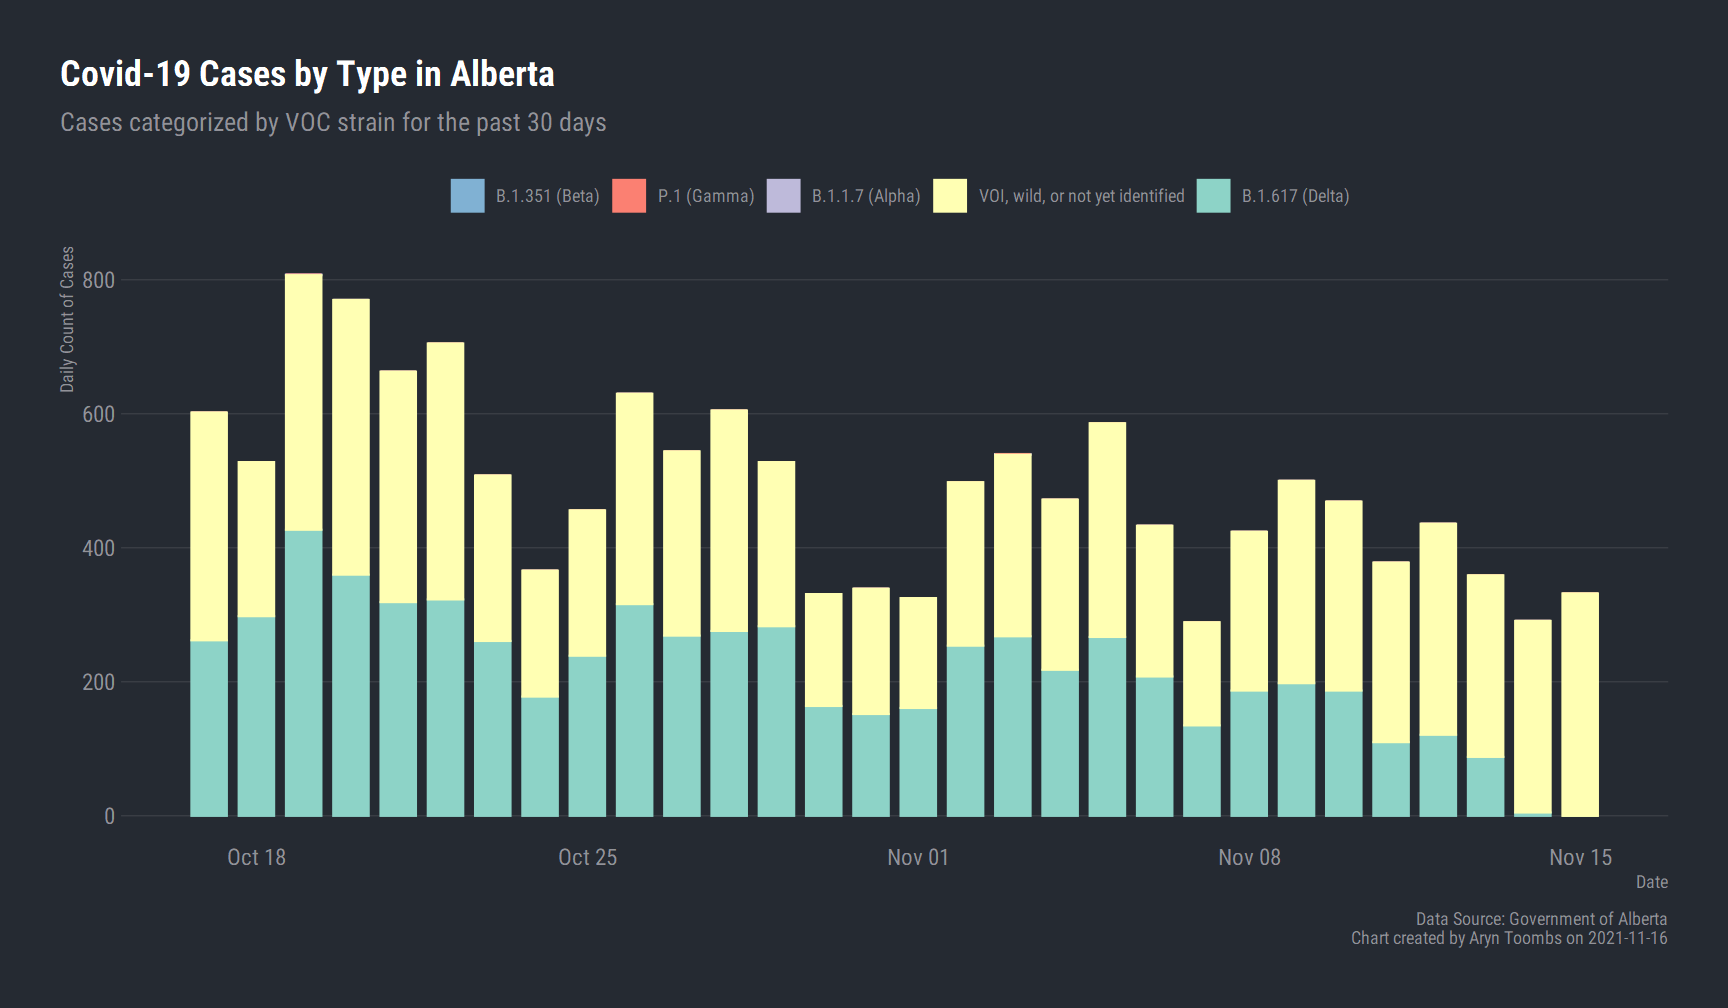 Covid-19 Cases by Type in Alberta
Cases categorized by VOC strain for the past 30 days
B.1.351 (Beta) P.1 (Gamma) B.1.1.7 (Alpha) VOI, wild, or not yet identified B.1.617 (Delta)
Daily Count of Cases
800
600
400
200
0
Oct 18 Oct 25 Nov 01 Nov 08 Nov 15
Date
Data Source: Government of Alberta
Chart created by Aryn Toombs on 2021-11-16